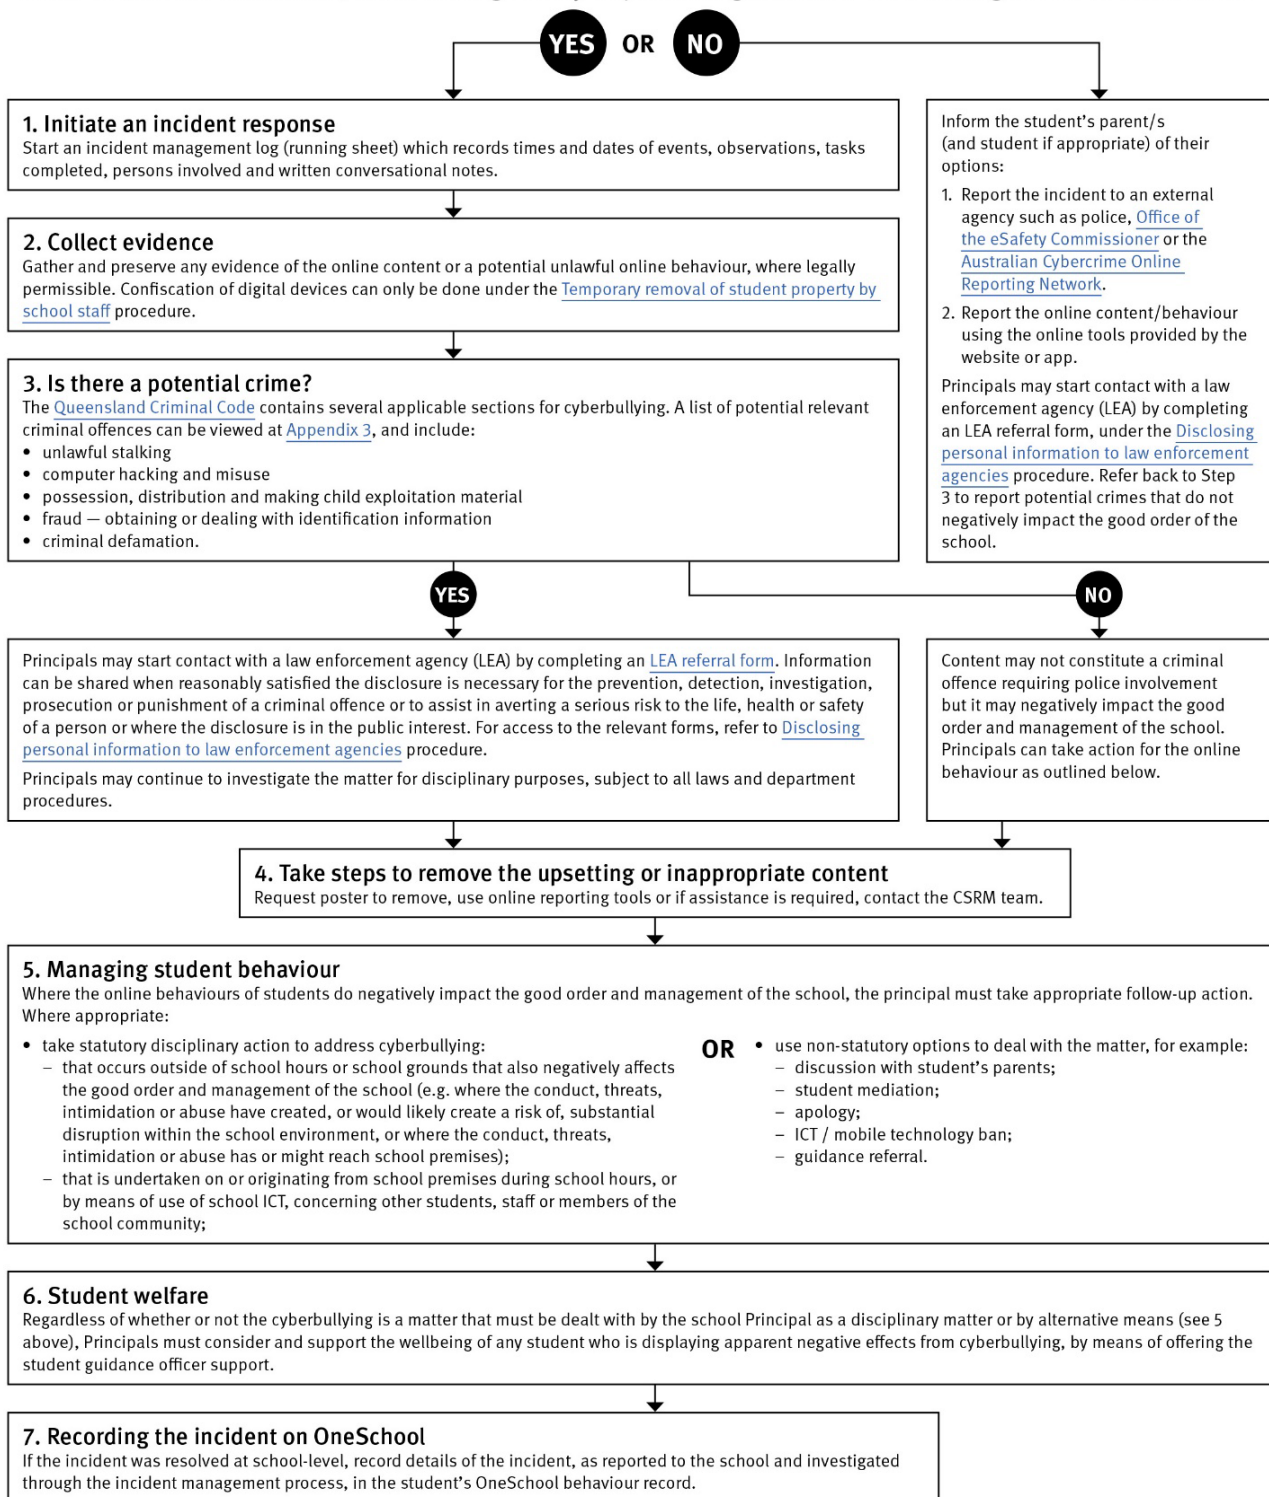 YES OR NO
1. Initiate an incident response
Start an incident management log (running sheet) which records times and dates of events, observations, tasks
completed, persons involved and written conversational notes.
2. Collect evidence
Gather and preserve any evidence of the online content or a potential unlawful online behaviour, where legally
permissible. Confiscation of digital devices can only be done under the Temporary removal of student property by
school staff procedure.
3. Is there a potential crime?
The Queensland Criminal Code contains several applicable sections for cyberbullying. A list of potential relevant
criminal offences can be viewed at Appendix 3, and include:
• unlawful stalking
• computer hacking and misuse
• possession, distribution and making child exploitation material
• fraud — obtaining or dealing with identification information
• criminal defamation.
Inform the student's parent/s
(and student if appropriate) of their
options:
1. Report the incident to an external
agency such as police, Office of
the eSafety Commissioner or the
Australian Cybercrime Online
Reporting Network.
2. Report the online content/behaviour
using the online tools provided by the
website or app.
Principals may start contact with a law
enforcement agency (LEA) by completing
an LEA referral form, under the Disclosing
personal information to law enforcement
agencies procedure. Refer back to Step
3 to report potential crimes that do not
negatively impact the good order of the
school.
YES
NO
Principals may start contact with a law enforcement agency (LEA) by completing an LEA referral form. Information
can be shared when reasonably satisfied the disclosure is necessary for the prevention, detection, investigation,
prosecution or punishment of a criminal offence or to assist in averting a serious risk to the life, health or safety
of a person or where the disclosure is in the public interest. For access to the relevant forms, refer to Disclosing
personal information to law enforcement agencies procedure.
Principals may continue to investigate the matter for disciplinary purposes, subject to all laws and department
procedures.
Content may not constitute a criminal
offence requiring police involvement
but it may negatively impact the good
order and management of the school.
Principals can take action for the online
behaviour as outlined below.
4. Take steps to remove the upsetting or inappropriate content
Request poster to remove, use online reporting tools or if assistance is required, contact the CSRM team.
5. Managing student behaviour
Where the online behaviours of students do negatively impact the good order and management of the school, the principal must take appropriate follow-up action.
Where appropriate:
• take statutory disciplinary action to address cyberbullying:
– that occurs outside of school hours or school grounds that also negatively affects
the good order and management of the school (e.g. where the conduct, threats,
intimidation or abuse have created, or would likely create a risk of, substantial
disruption within the school environment, or where the conduct, threats,
intimidation or abuse has or might reach school premises);
– that is undertaken on or originating from school premises during school hours, or
by means of use of school ICT, concerning other students, staff or members of the
school community;
OR
• use non-statutory options to deal with the matter, for example:
– discussion with student's parents;
– student mediation;
– apology;
– ICT / mobile technology ban;
– guidance referral.
6. Student welfare
Regardless of whether or not the cyberbullying is a matter that must be dealt with by the school Principal as a disciplinary matter or by alternative means (see 5
above), Principals must consider and support the wellbeing of any student who is displaying apparent negative effects from cyberbullying, by means of offering the
student guidance officer support.
7. Recording the incident on OneSchool
If the incident was resolved at school-level, record details of the incident, as reported to the school and investigated
through the incident management process, in the student's OneSchool behaviour record.